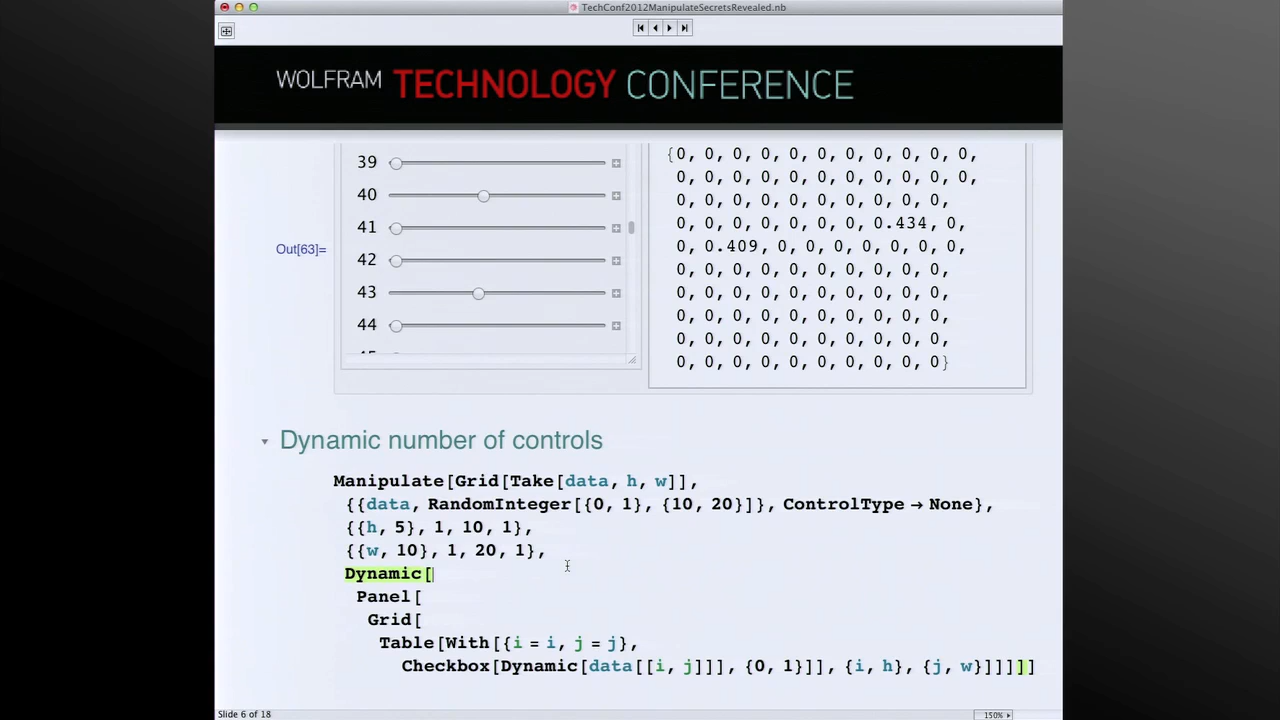 TechConf2012ManipulateSecretsRevealed.nb
WOLFRAM TECHNOLOGY CONFERENCE
39
40
41
42
43
44
Out[63]=
{0, 0, 0, 0, 0, 0, 0, 0, 0, 0, 0,
0, 0, 0, 0, 0, 0, 0, 0, 0, 0, 0,
0, 0, 0, 0, 0, 0, 0, 0, 0, 0,
0, 0, 0, 0, 0, 0, 0, 0.434, 0,
0, 0.409, 0, 0, 0, 0, 0, 0, 0,
0, 0, 0, 0, 0, 0, 0, 0, 0, 0,
0, 0, 0, 0, 0, 0, 0, 0, 0, 0,
0, 0, 0, 0, 0, 0, 0, 0, 0, 0,
0, 0, 0, 0, 0, 0, 0, 0, 0, 0,
0, 0, 0, 0, 0, 0, 0, 0, 0, 0}
Dynamic number of controls
Manipulate[Grid[Take[data, h, w]],
{{data, RandomInteger[{0, 1}, {10, 20}]}, ControlType → None},
{{h, 5}, 1, 10, 1},
{{w, 10}, 1, 20, 1},
Dynamic[
Panel[
Grid[
Table[With[{i = i, j = j},
Checkbox[Dynamic[data[[i, j]]], {0, 1}]], {i, h}, {j, w}]]]]]
Slide 6 of 18
150%